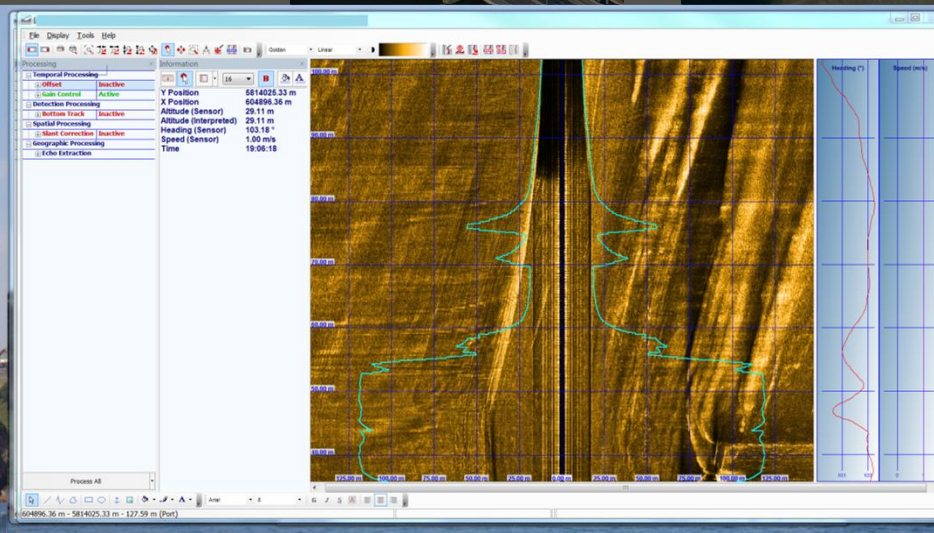 File Display Tools Help
Golden Linear
Processing
Temporal Processing
Offset Inactive
Gain Control Active
Detection Processing
Bottom Track Inactive
Spatial Processing
Slant Correction Inactive
Geographic Processing
Echo Extraction
Process All
Information
16 B A
Y Position 5814025.33 m
X Position 604896.36 m
Altitude (Sensor) 29.11 m
Altitude (Interpreted) 29.11 m
Heading (Sensor) 103.18 °
Speed (Sensor) 1.00 m/s
Time 19:06:18
100.00 m
90.00 m
80.00 m
70.00 m
60.00 m
50.00 m
40.00 m
125.00 m 100.00 m 75.00 m 50.00 m 25.00 m 0.00 m 25.00 m 50.00 m 75.00 m 100.00 m 125.00 m
Heading (°) Speed (m/s)
Arial 8
604896.36 m - 5814025.33 m - 127.59 m (Port)